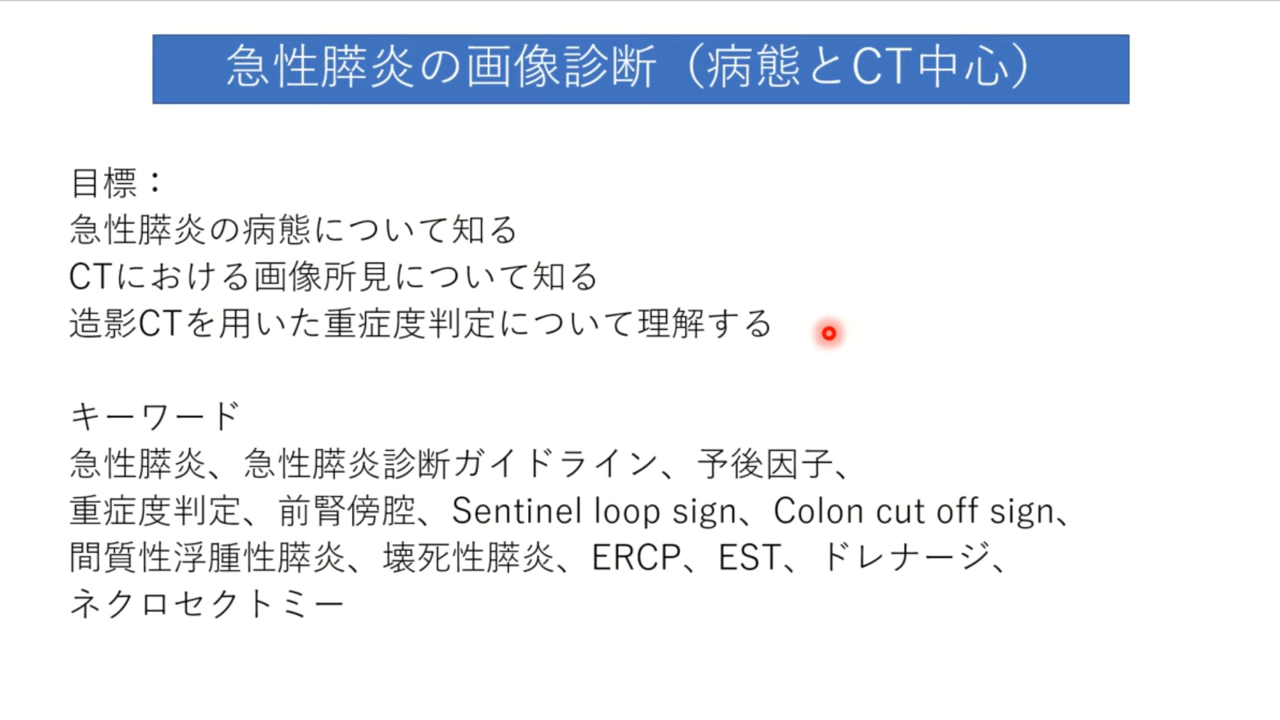 急性膵炎の画像診断（病態とCT中心）
目標：
急性膵炎の病態について知る
CTにおける画像所見について知る
造影CTを用いた重症度判定について理解する
キーワード
急性膵炎、急性膵炎診断ガイドライン、予後因子、
重症度判定、前腎傍腔、Sentinel loop sign、Colon cut off sign、
間質性浮腫性膵炎、壊死性膵炎、ERCP、EST、ドレナージ、
ネクロセクトミー